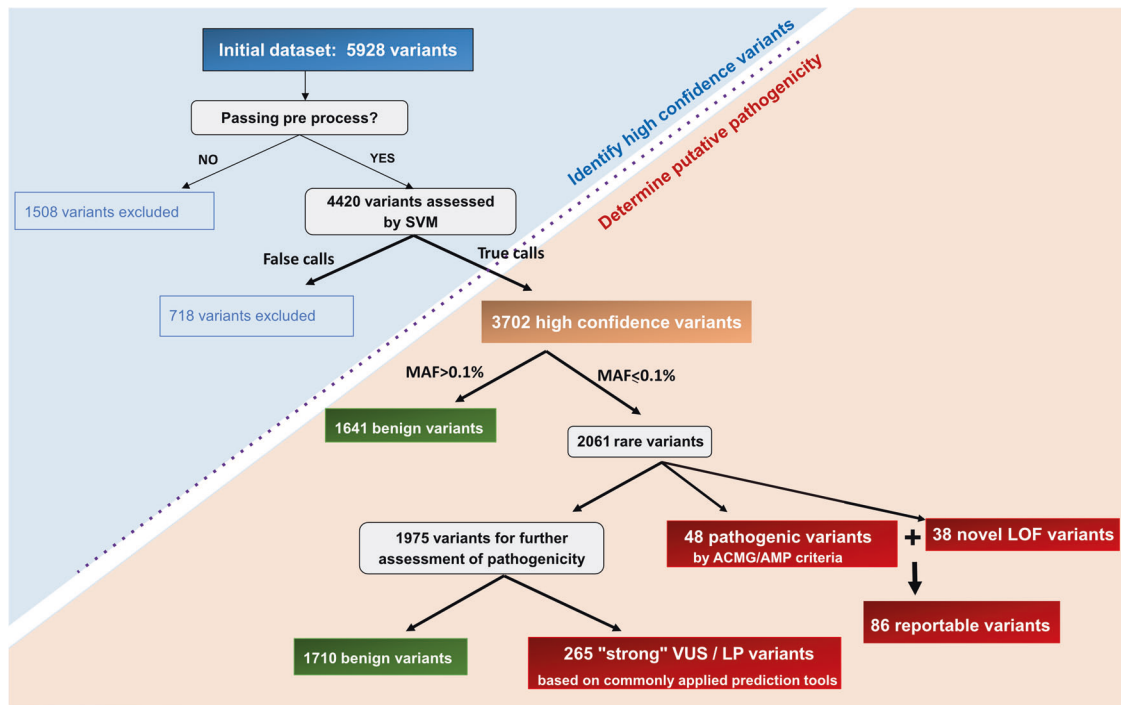 Initial dataset: 5928 variants
Identify high confidence variants
Determine putative pathogenicity
Passing pre process?
NO
YES
1508 variants excluded
4420 variants assessed
by SVM
False calls
True calls
718 variants excluded
3702 high confidence variants
MAF>0.1%
MAF⩽0.1%
1641 benign variants
2061 rare variants
1975 variants for further
assessment of pathogenicity
48 pathogenic variants
by ACMG/AMP criteria
+
38 novel LOF variants
86 reportable variants
1710 benign variants
265 "strong" VUS / LP variants
based on commonly applied prediction tools